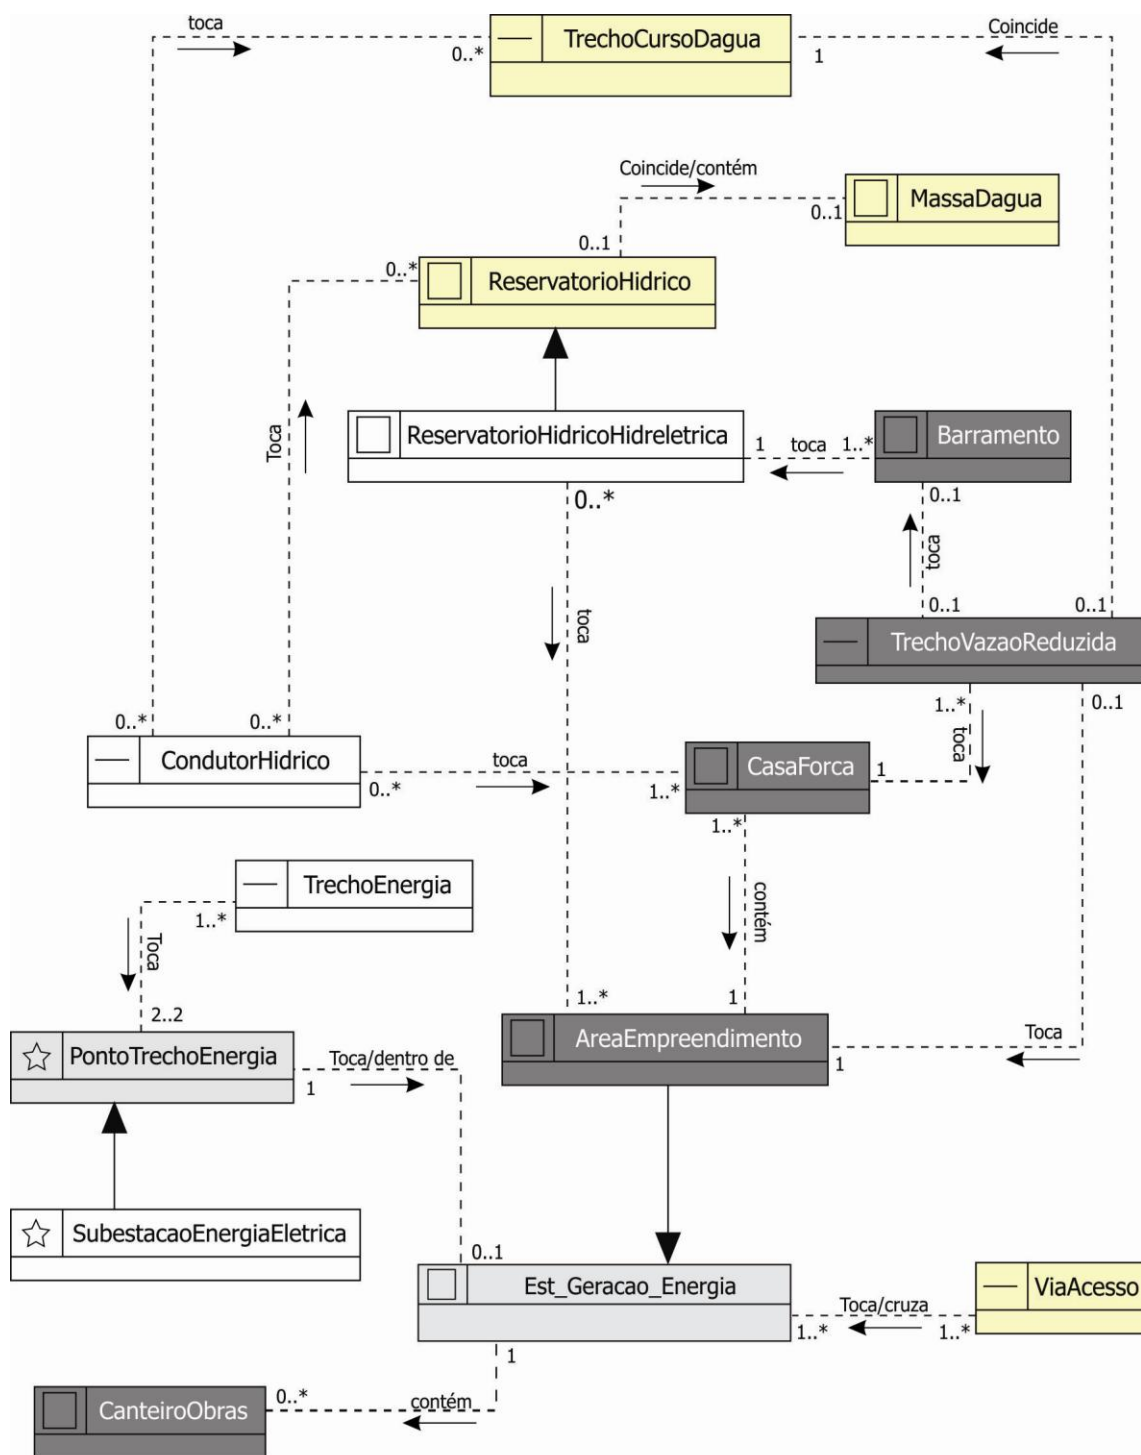 toca
Coincide
0..*
TrechoCursoDagua
1
Coincide/contém
MassaDagua
0..1
0..1
0..*
ReservatorioHidrico
Toca
ReservatorioHidricoHidreletrica
1
toca
1..*
Barramento
0..*
0..1
toca
toca
0..1
0..1
TrechoVazaoReduzida
0..*
0..*
1..*
0..1
CondutorHidrico
toca
CasaForca
toca
0..*
1..*
1
1..*
TrechoEnergia
1..*
contém
Toca
2..2
1..*
1
PontoTrechoEnergia
Toca/dentro de
AreaEmpreendimento
Toca
1
1
SubestacaoEnergiaEletrica
0..1
Est_Geracao_Energia
ViaAcesso
Toca/cruza
1..*
1..*
1
0..*
contém
CanteiroObras